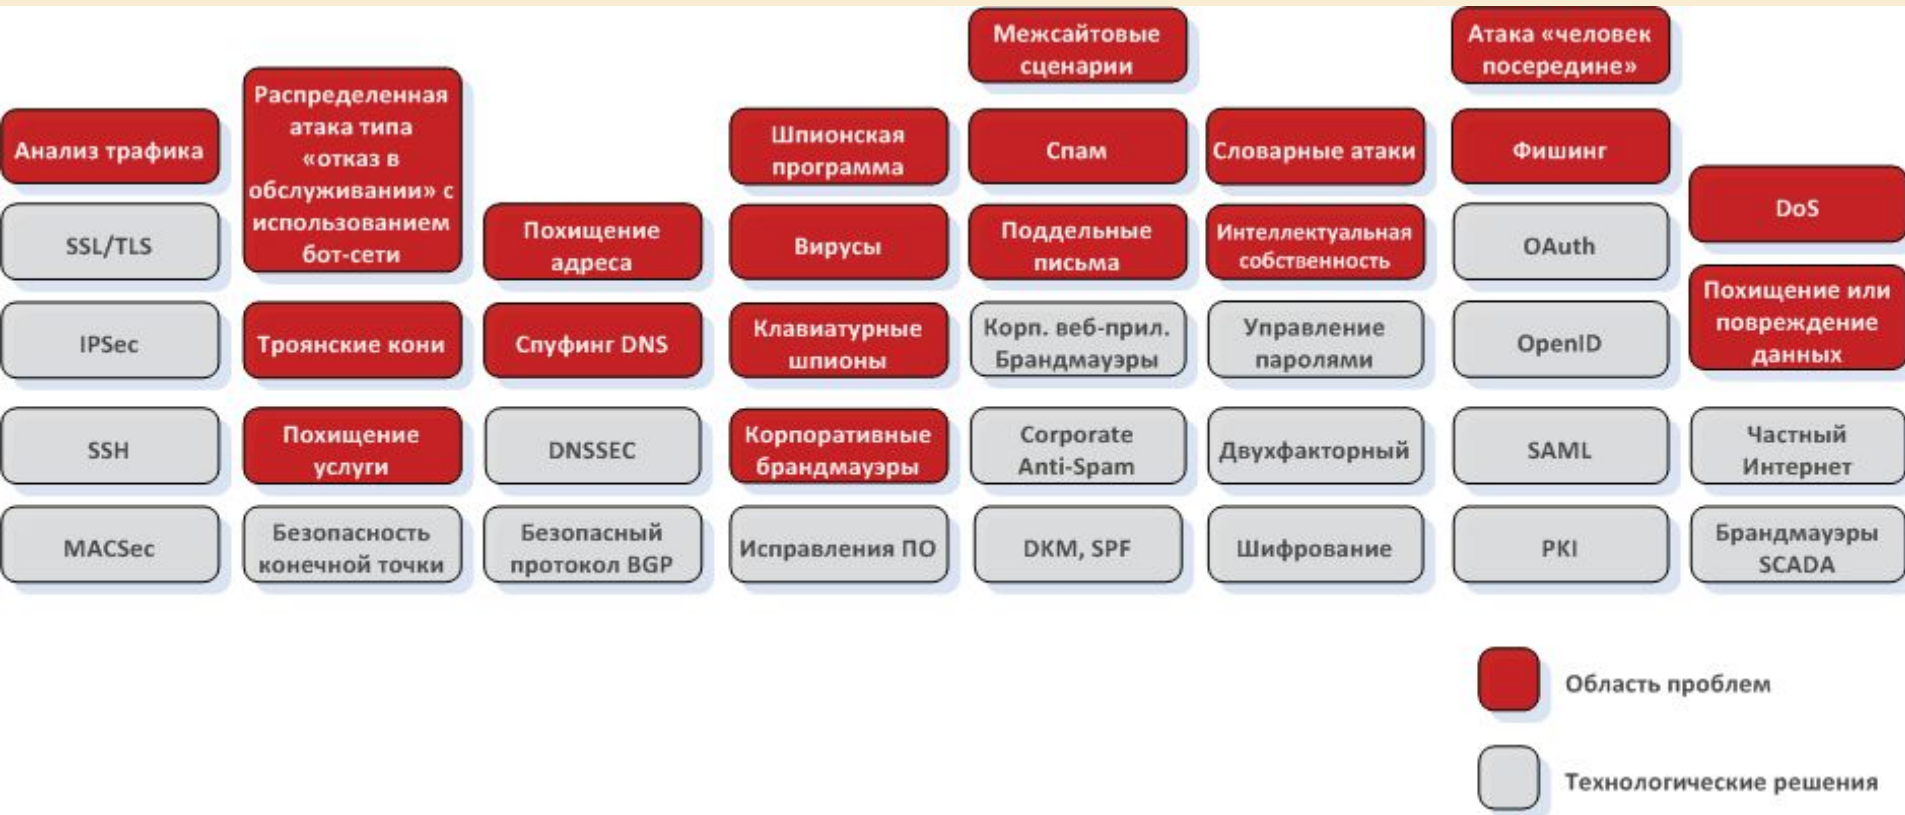 Анализ трафика
SSL/TLS
IPSec
SSH
MACSec
Распределенная
атака типа
«отказ в
обслуживании» с
использованием
бот-сети
Троянские кони
Похищение
услуги
Безопасность
конечной точки
Похищение
адреса
Спуфинг DNS
DNSSEC
Безопасный
протокол BGP
Шпионская
программа
Вирусы
Клавиатурные
шпионы
Корпоративные
брандмауэры
Исправления ПО
Межсайтовые
сценарии
Спам
Поддельные
письма
Корп. веб-прил.
Брандмауэры
Corporate
Anti-Spam
DKM, SPF
Словарные атаки
Интеллектуальная
собственность
Управление
паролями
Двухфакторный
Шифрование
Атака «человек
посередине»
Фишинг
OAuth
OpenID
SAML
PKI
DoS
Похищение или
повреждение
данных
Частный
Интернет
Брандмауэры
SCADA
Область проблем
Технологические решения